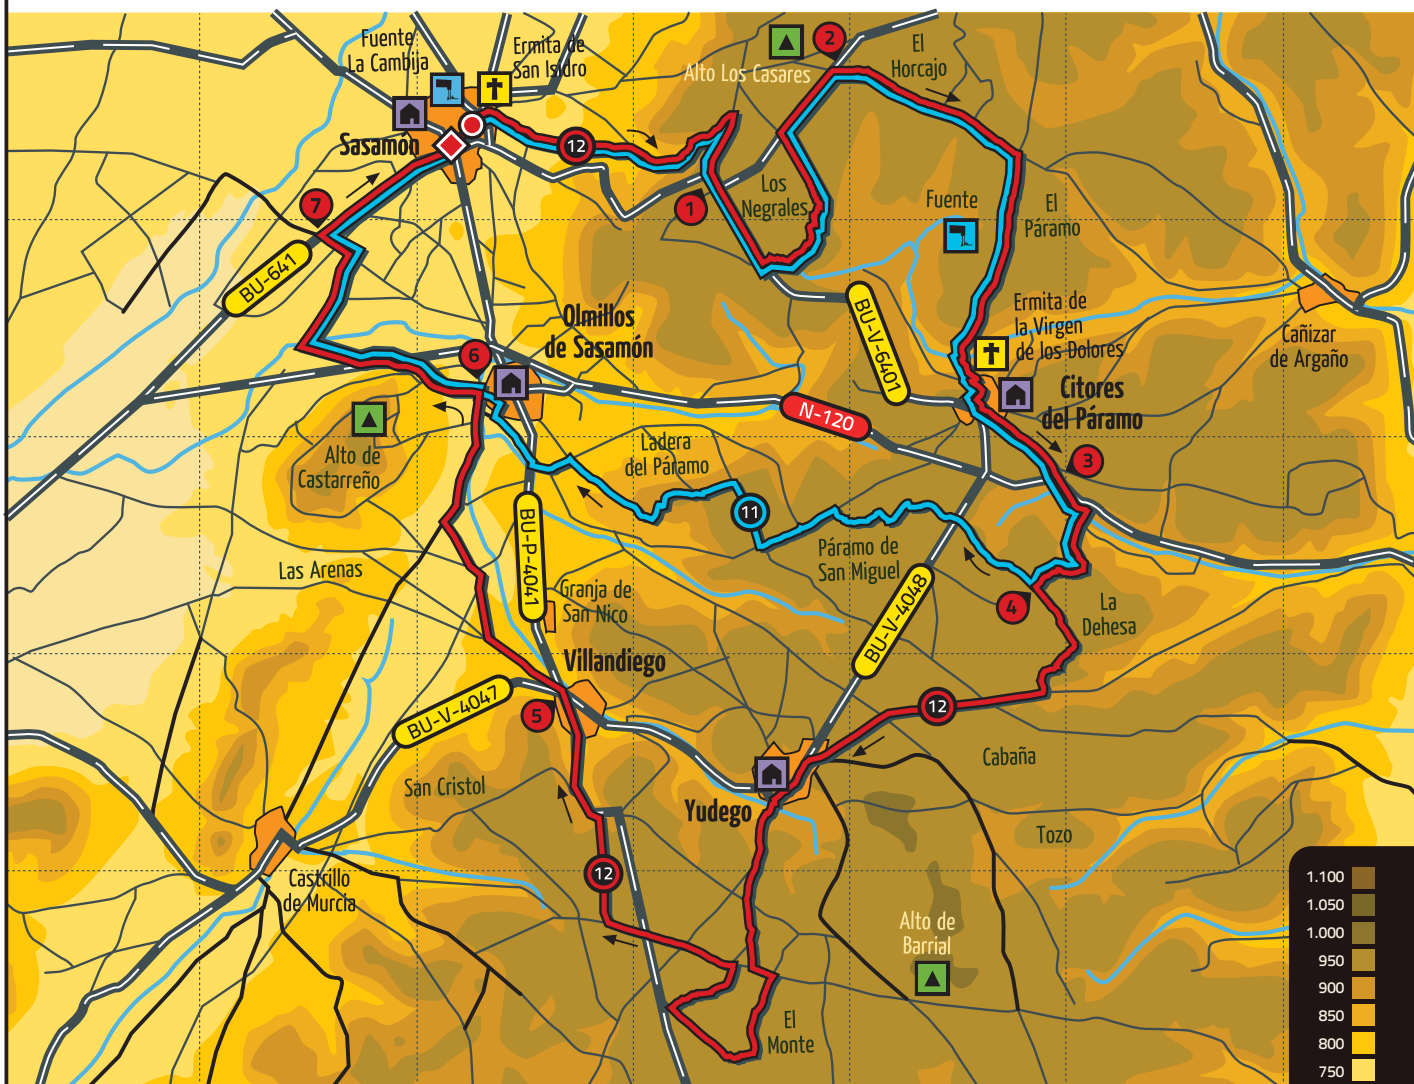 Fuente
La Cambija
Ermita de
San Isidro
2
Alto Los Casares
El
Horcajo
Sasamón
12
7
1
Los
Negrales
Fuente
El
Páramo
BU-641
Olmillos
de Sasamón
BU-V-6401
Ermita de
la Virgen
de los Dolores
Cañizar
de Argaño
6
Citores
del Páramo
N-120
Alto de
Castarreño
Ladera
del Páramo
3
11
BU-P-4041
Páramo de
San Miguel
Las Arenas
Granja de
San Nico
BU-V-4048
4
La
Dehesa
Villandiego
BU-V-4047
5
12
Cabaña
San Cristol
Yudego
Tozo
12
Castrillo
de Murcia
Alto de
Barrial
El
Monte
1.100
1.050
1.000
950
900
850
800
750